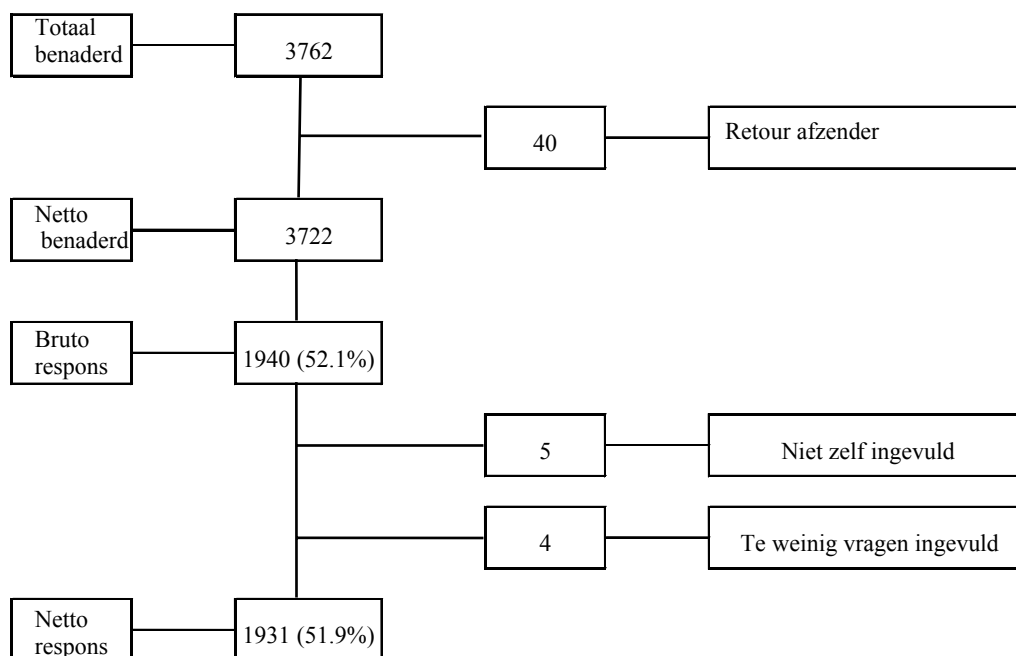 Totaal
benaderd
3762
40
Retour afzender
Netto
benaderd
3722
Bruto
respons
1940 (52.1%)
5
Niet zelf ingevuld
4
Te weinig vragen ingevuld
Netto
respons
1931 (51.9%)